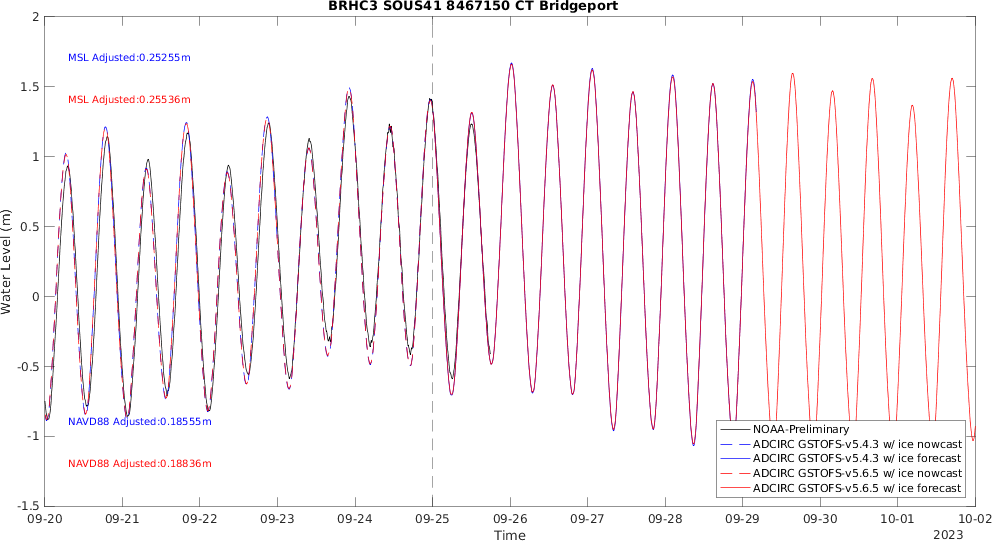 BRHC3 SOUS41 8467150 CT Bridgeport
2
1.5
1
0.5
0
-0.5
-1
-1.5
Water Level (m)
MSL Adjusted:0.25255m
MSL Adjusted:0.25536m
NAVD88 Adjusted:0.18555m
NAVD88 Adjusted:0.18836m
NOAA-Preliminary
ADCIRC GSTOFS-v5.4.3 w/ ice nowcast
ADCIRC GSTOFS-v5.4.3 w/ ice forecast
ADCIRC GSTOFS-v5.6.5 w/ ice nowcast
ADCIRC GSTOFS-v5.6.5 w/ ice forecast
09-20 09-21 09-22 09-23 09-24 09-25 09-26 09-27 09-28 09-29 09-30 10-01 10-02
Time
2023